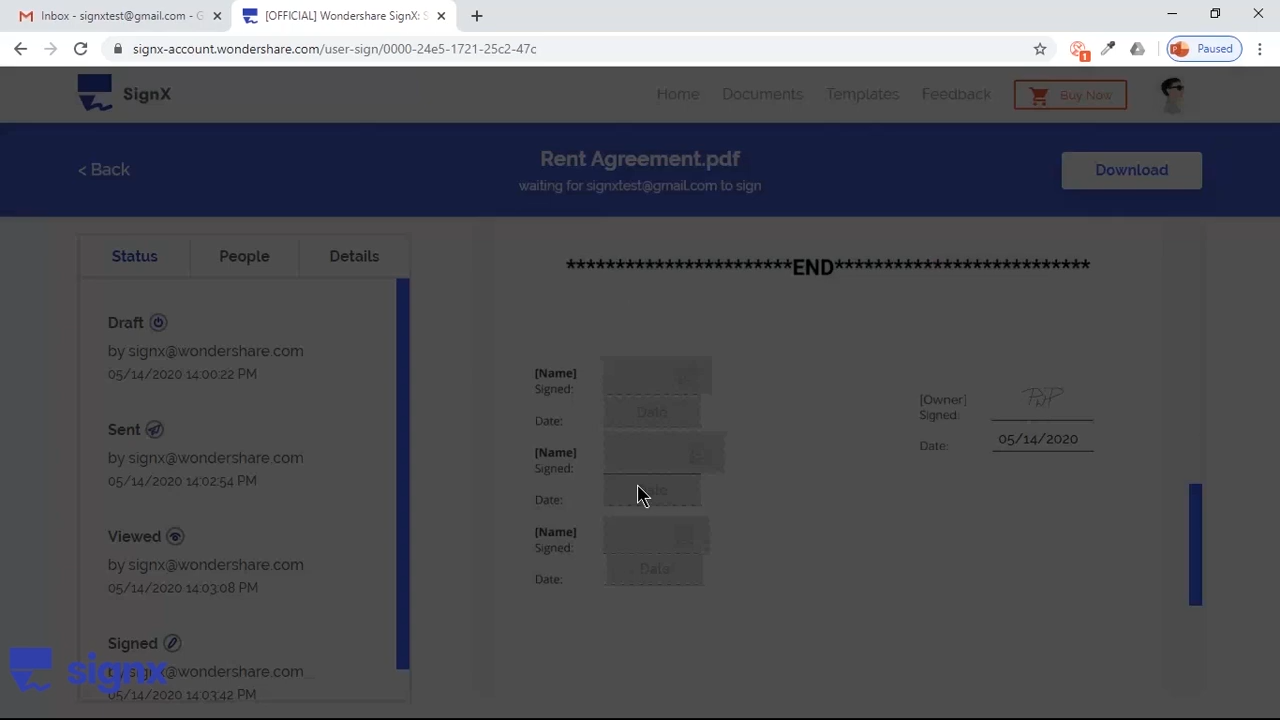 Inbox - signxtest@gmail.com - G
[OFFICIAL] Wondershare SignX: S
signx-account.wondershare.com/user-sign/0000-24e5-1721-25c2-47c
1
Paused
SignX
Home
Documents
Templates
Feedback
Buy Now
< Back
Rent Agreement.pdf
waiting for signxtest@gmail.com to sign
Download
Status
People
Details
Draft
by signx@wondershare.com
05/14/2020 14:00:22 PM
Sent
by signx@wondershare.com
05/14/2020 14:02:54 PM
Viewed
by signx@wondershare.com
05/14/2020 14:03:08 PM
Signed
by signx@wondershare.com
05/14/2020 14:03:42 PM
***********************END**************************
[Name]
Signed:
Date:
Date
[Name]
Signed:
Date:
Date
[Name]
Signed:
Date:
Date
[Owner]
Signed:
Date:
05/14/2020
signx